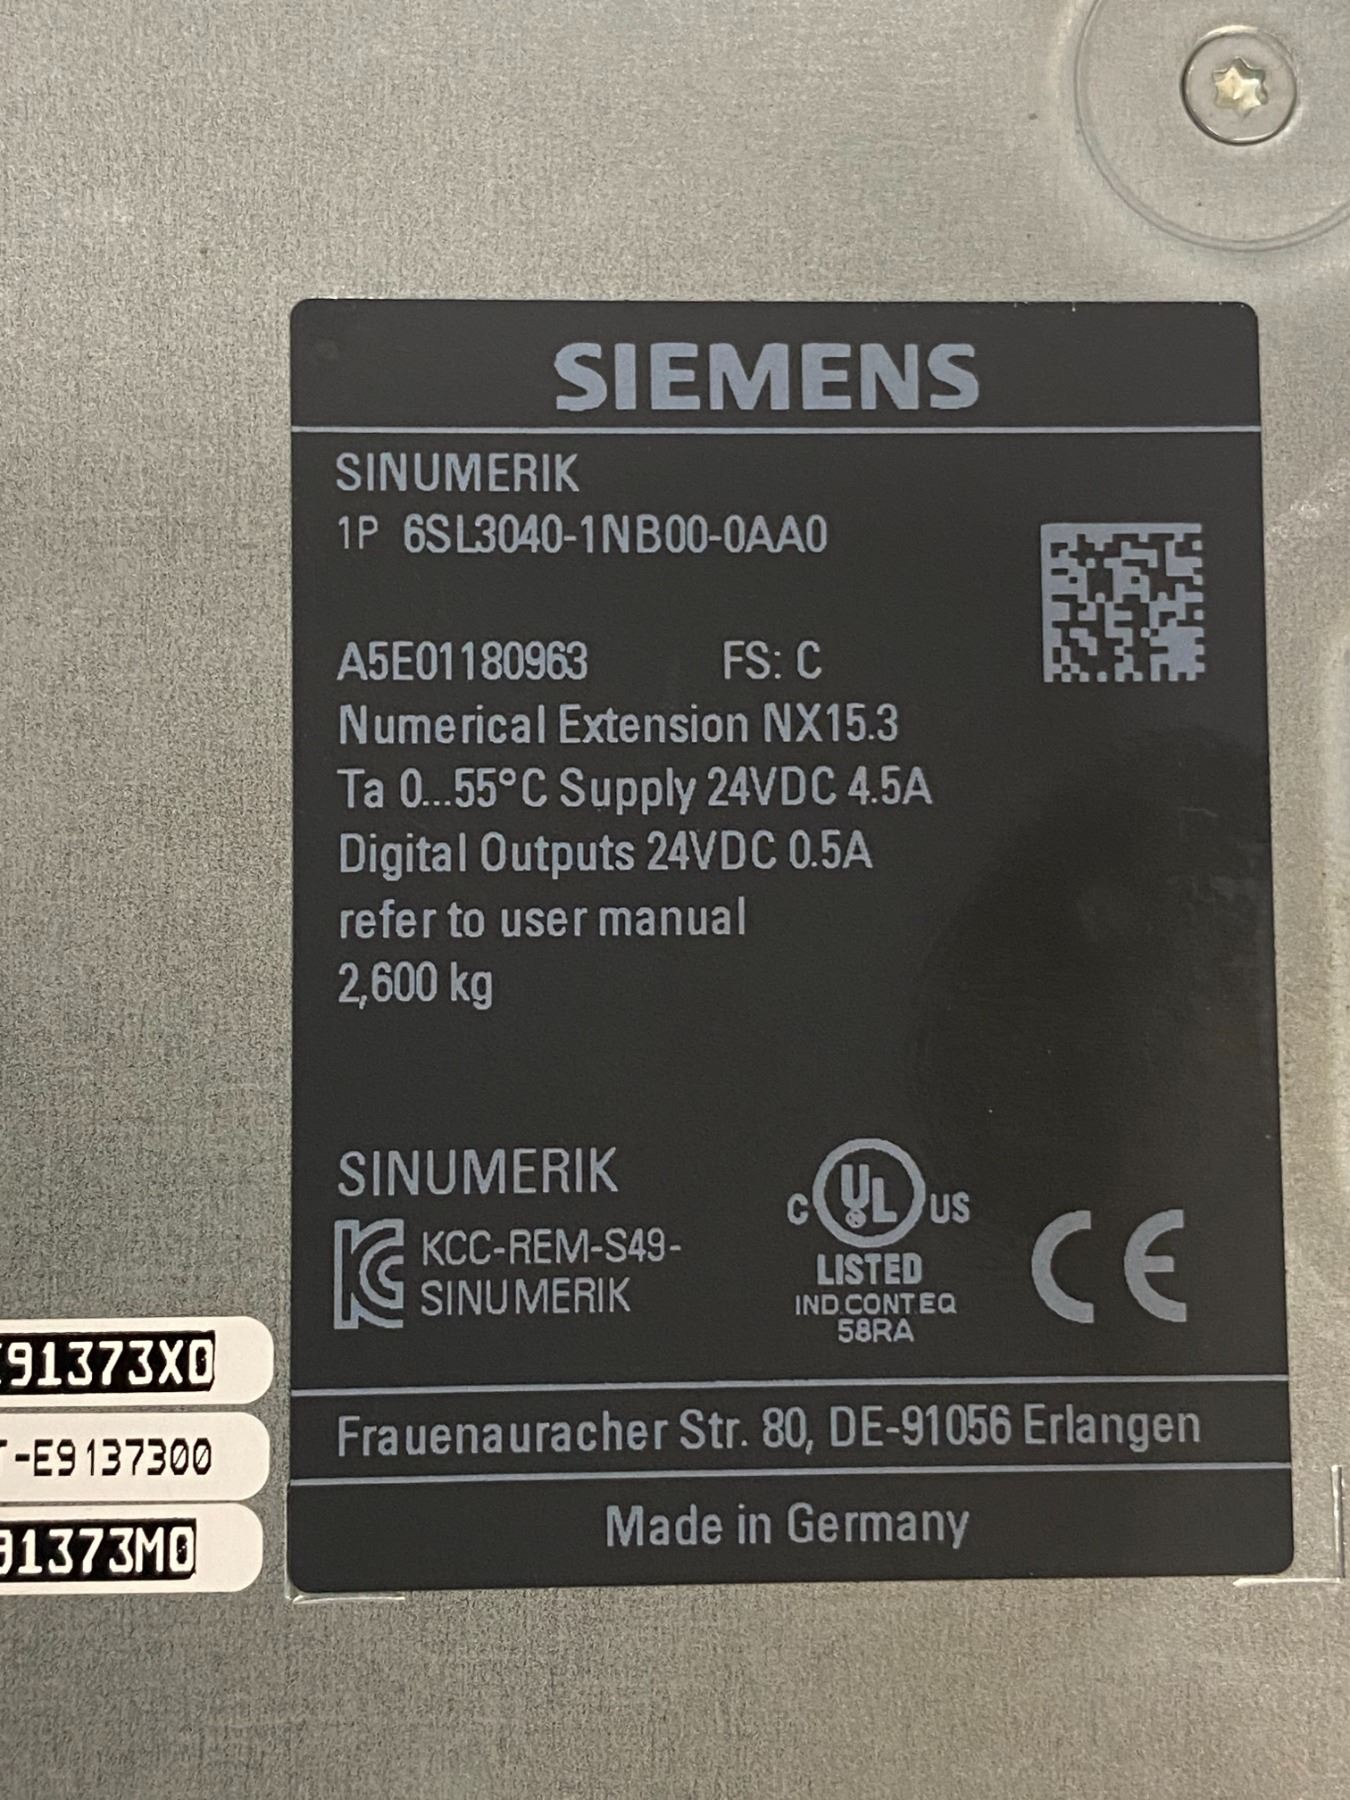 SIEMENS
SINUMERIK
1P 6SL3040-1NB00-0AA0
A5E01180963 FS: C
Numerical Extension NX15.3
Ta 0...55°C Supply 24VDC 4.5A
Digital Outputs 24VDC 0.5A
refer to user manual
2,600 kg
SINUMERIK
KCC-REM-S49-
SINUMERIK
C UL US
LISTED
IND.CONT.EQ
58RA
CE
91373X0
T-E9137300
91373M0
Frauenauracher Str. 80, DE-91056 Erlangen
Made in Germany